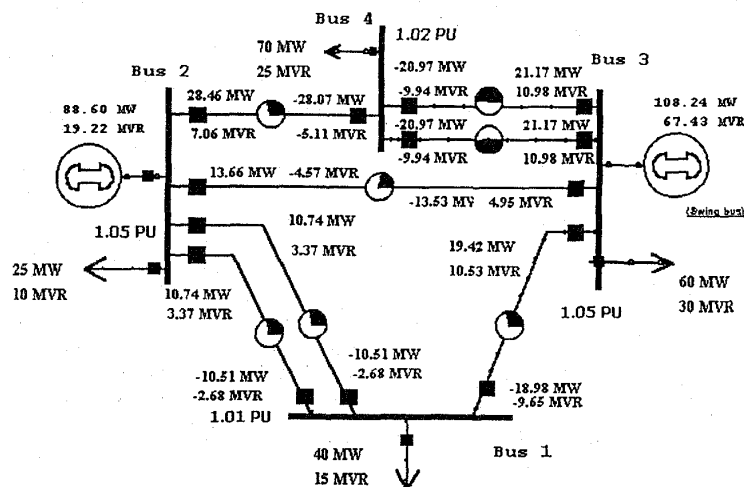 Bus 4
1.02 PU
70 MW
25 MVR
Bus 2
Bus 3
-20.97 MW
21.17 MW
28.46 MW
-28.07 MW
-9.94 MVR
10.98 MVR
88.60 MW
19.22 MVR
108.24 MW
67.43 MVR
7.06 MVR
-5.11 MVR
-20.97 MW
21.17 MW
-9.94 MVR
10.98 MVR
13.66 MW
-4.57 MVR
-13.53 MW
4.95 MVR
(Swing bus)
1.05 PU
10.74 MW
3.37 MVR
19.42 MW
10.53 MVR
25 MW
10 MVR
10.74 MW
3.37 MVR
60 MW
30 MVR
1.05 PU
-10.51 MW
-2.68 MVR
-10.51 MW
-2.68 MVR
-18.98 MW
-9.65 MVR
1.01 PU
Bus 1
40 MW
15 MVR